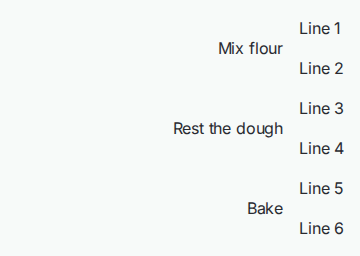 Line 1
Mix flour
Line 2
Line 3
Rest the dough
Line 4
Line 5
Bake
Line 6